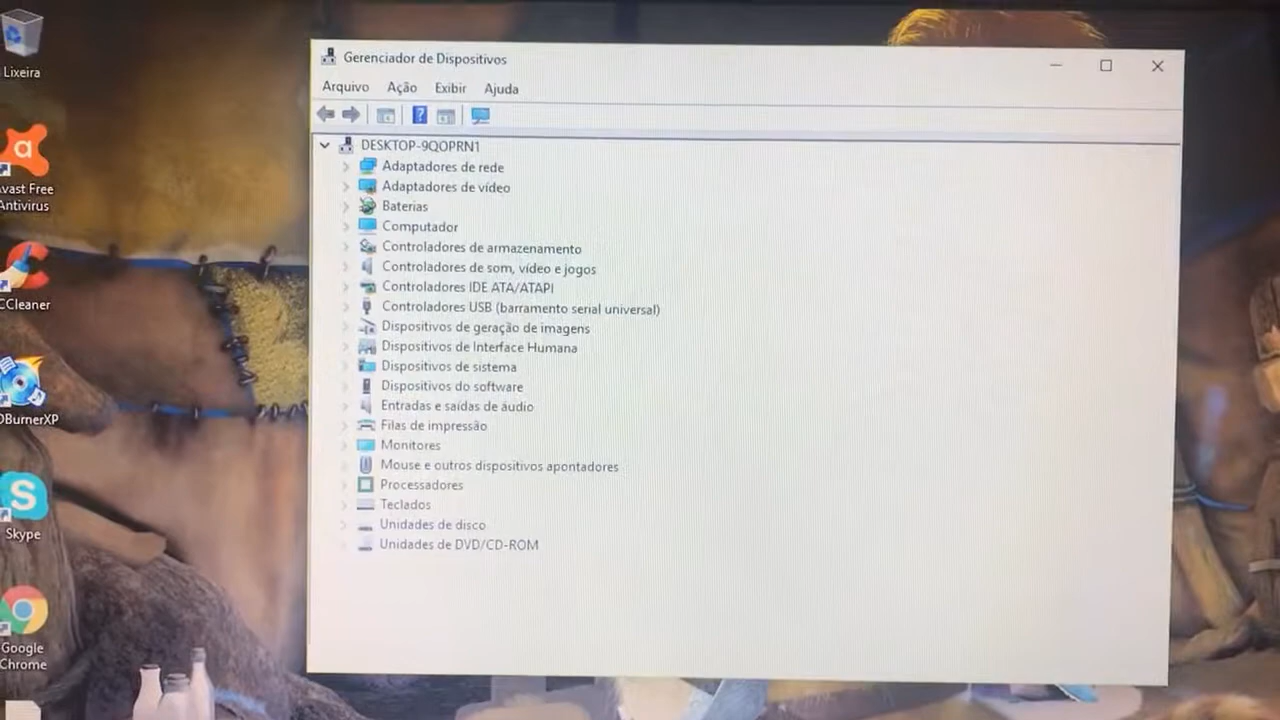 Lixeira
Avast Free
Antivirus
CCleaner
Skype
Google
Chrome
Gerenciador de Dispositivos
Arquivo Ação Exibir Ajuda
DESKTOP-9QOPRN1
Adaptadores de rede
Adaptadores de vídeo
Baterias
Computador
Controladores de armazenamento
Controladores de som, vídeo e jogos
Controladores IDE ATA/ATAPI
Controladores USB (barramento serial universal)
Dispositivos de geração de imagens
Dispositivos de Interface Humana
Dispositivos de sistema
Dispositivos do software
Entradas e saídas de áudio
Filas de impressão
Monitores
Mouse e outros dispositivos apontadores
Processadores
Teclados
Unidades de disco
Unidades de DVD/CD-ROM